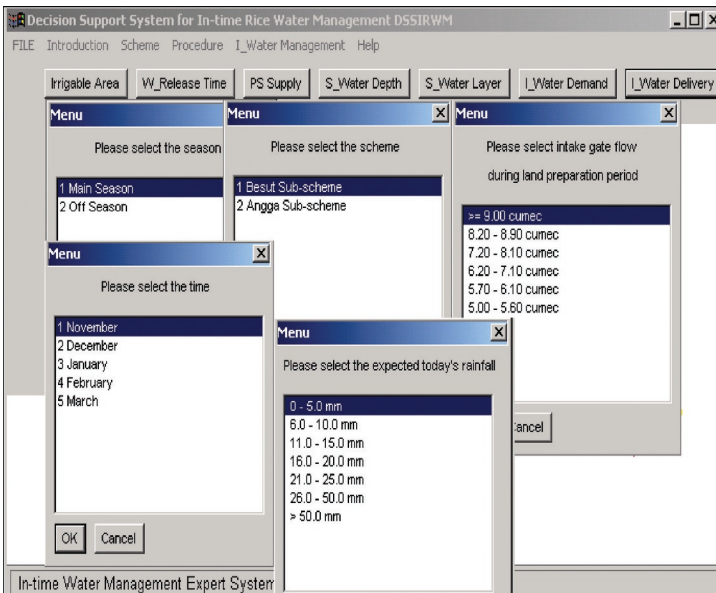 Decision Support System for In-time Rice Water Management DSSIRWM
FILE Introduction Scheme Procedure I_Water Management Help
Irrigable Area W_Release Time PS Supply S_Water Depth S_Water Layer I_Water Demand I_Water Delivery
Menu
Please select the season
1 Main Season
2 Off Season
Menu
Please select the scheme
1 Besut Sub-scheme
2 Angga Sub-scheme
Menu
Please select intake gate flow
during land preparation period
>= 9.00 cumec
8.20 - 8.90 cumec
7.20 - 8.10 cumec
6.20 - 7.10 cumec
5.70 - 6.10 cumec
5.00 - 5.60 cumec
Cancel
Menu
Please select the time
1 November
2 December
3 January
4 February
5 March
OK Cancel
Menu
Please select the expected today's rainfall
0 - 5.0 mm
6.0 - 10.0 mm
11.0 - 15.0 mm
16.0 - 20.0 mm
21.0 - 25.0 mm
26.0 - 50.0 mm
> 50.0 mm
In-time Water Management Expert System